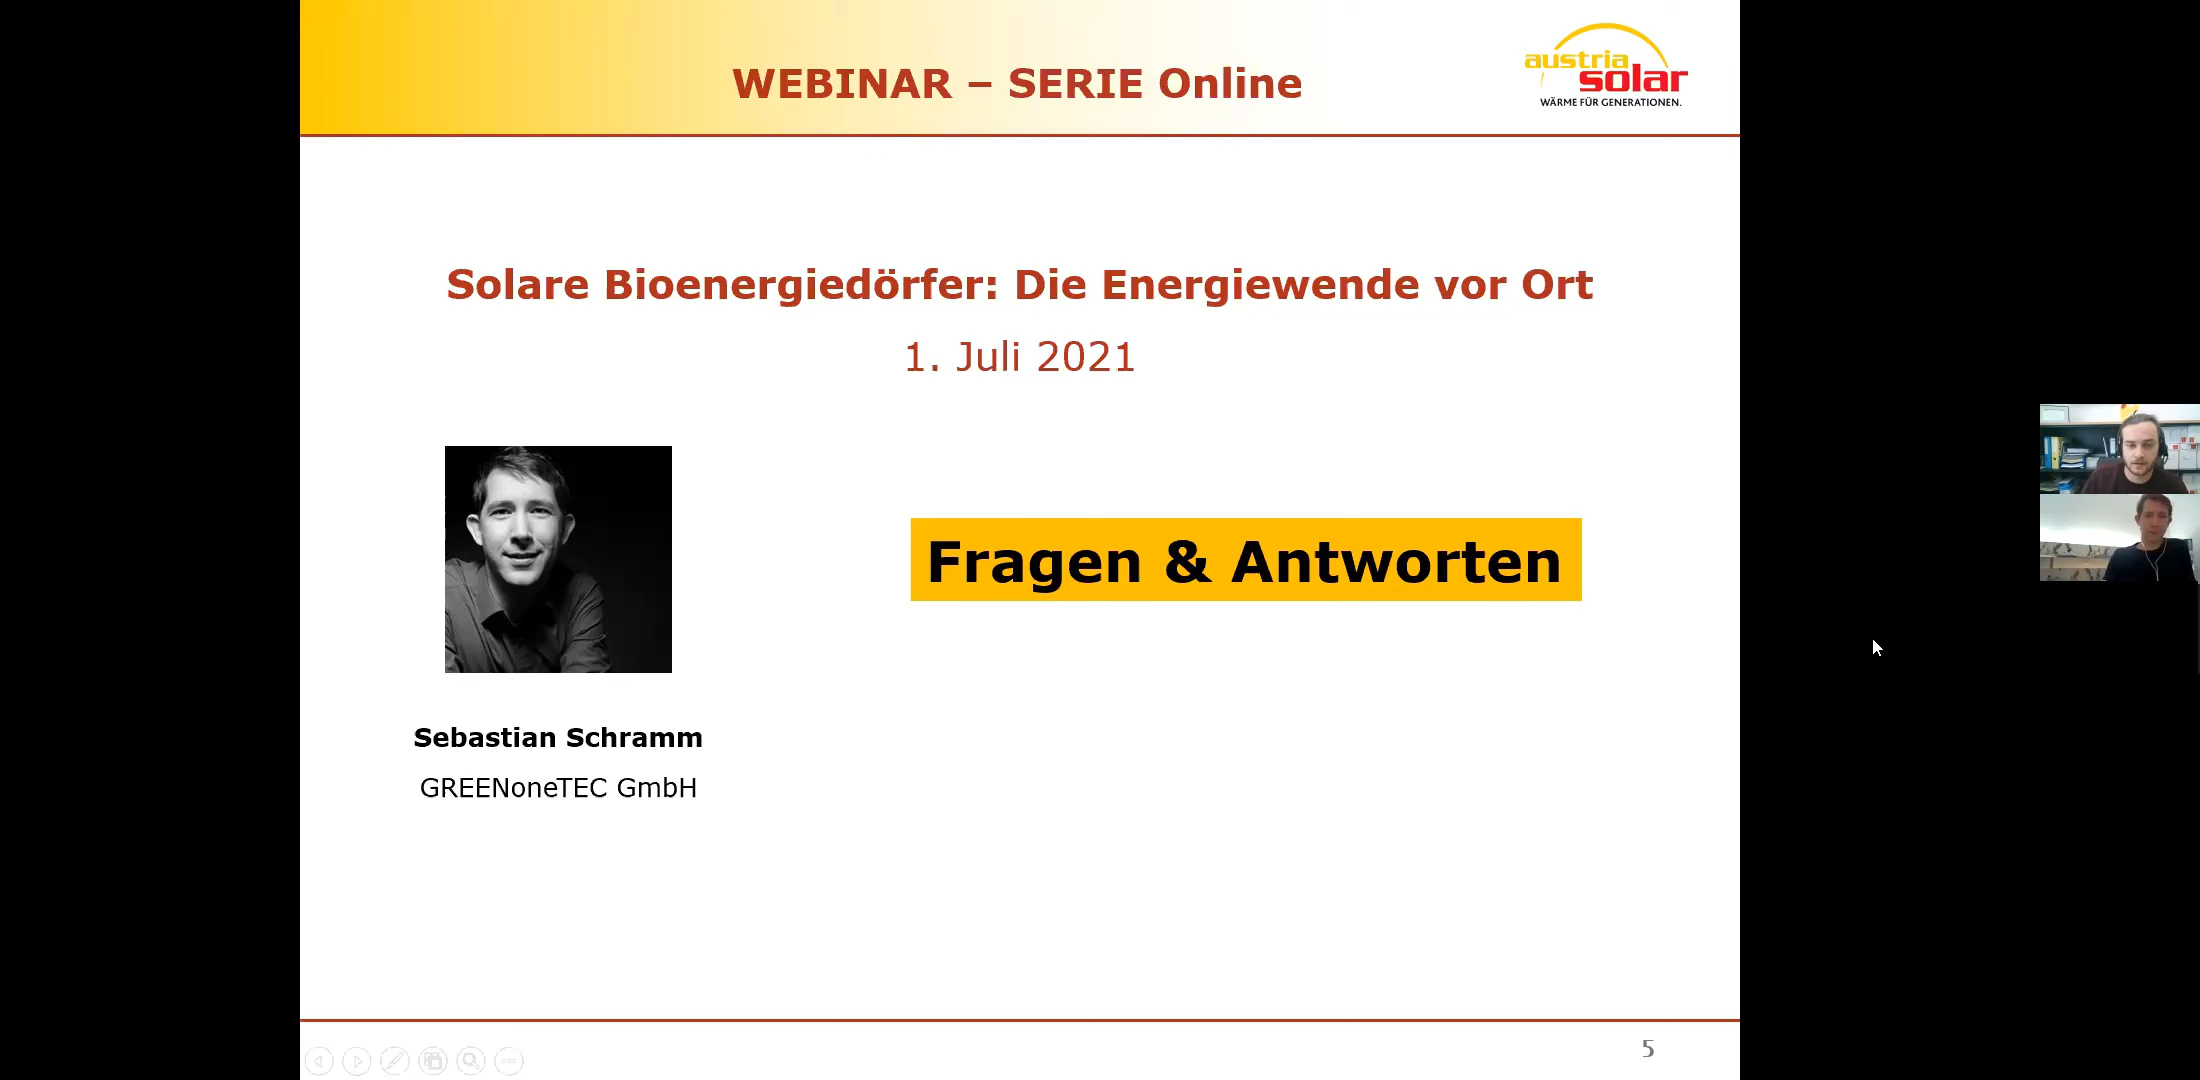 WEBINAR – SERIE Online
austria
solar
WÄRME FÜR GENERATIONEN.
Solare Bioenergiedörfer: Die Energiewende vor Ort
1. Juli 2021
Fragen & Antworten
Sebastian Schramm
GREENoneTEC GmbH
5